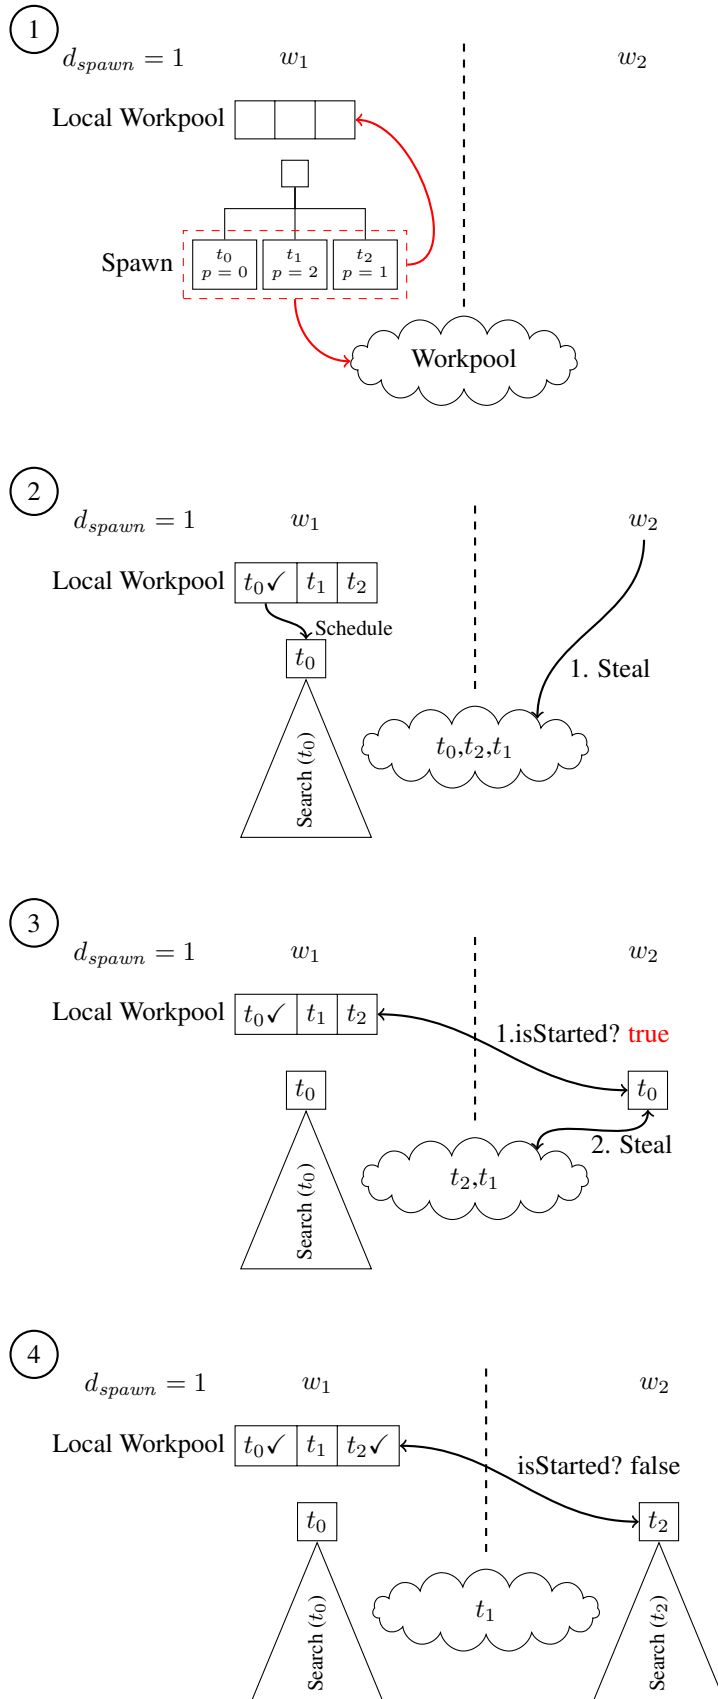 1
d_spawn = 1 w_1 w_2
Local Workpool
Spawn
t_0 t_1 t_2
p = 0 p = 2 p = 1
Workpool
2
d_spawn = 1 w_1 w_2
Local Workpool t_0✓ t_1 t_2
Schedule
t_0
1. Steal
t_0,t_2,t_1
Search (t_0)
3
d_spawn = 1 w_1 w_2
Local Workpool t_0✓ t_1 t_2
1.isStarted? true
t_0 t_0
2. Steal
t_2,t_1
Search (t_0)
4
d_spawn = 1 w_1 w_2
Local Workpool t_0✓ t_1 t_2✓
isStarted? false
t_0 t_2
t_1
Search (t_0) Search (t_2)